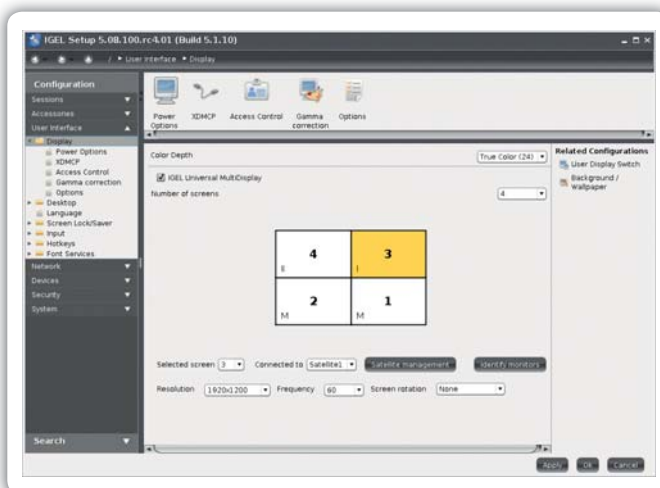 IGEL Setup 5.08.100.rc4.01 (Build 5.1.10)
/ ▸ User Interface ▸ Display
Configuration
Sessions
Accessories
User Interface
Display
Power Options
XDMCP
Access Control
Gamma correction
Options
Desktop
Language
Screen Lock/Saver
Input
Hotkeys
Font Services
Network
Devices
Security
System
Search
Power Options
XDMCP
Access Control
Gamma correction
Options
Color Depth
True Color (24)
IGEL Universal MultiDisplay
Number of screens
4
4
3
2
M
1
M
Selected screen 3 Connected to Satellite1 Satellite management Identify monitors
Resolution 1920x1200 Frequency 60 Screen rotation None
Related Configurations
User Display Switch
Background / Wallpaper
Apply Ok Cancel